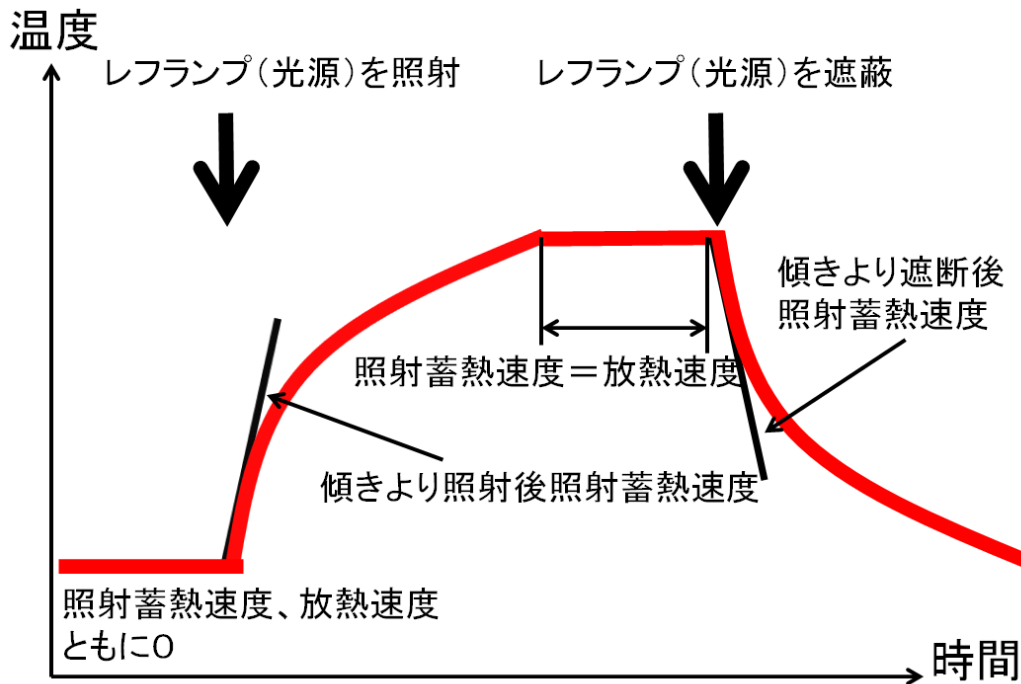 温度
レフランプ（光源）を照射
レフランプ（光源）を遮蔽
傾きより遮断後
照射蓄熱速度
照射蓄熱速度＝放熱速度
傾きより照射後照射蓄熱速度
照射蓄熱速度、放熱速度
ともに0
時間